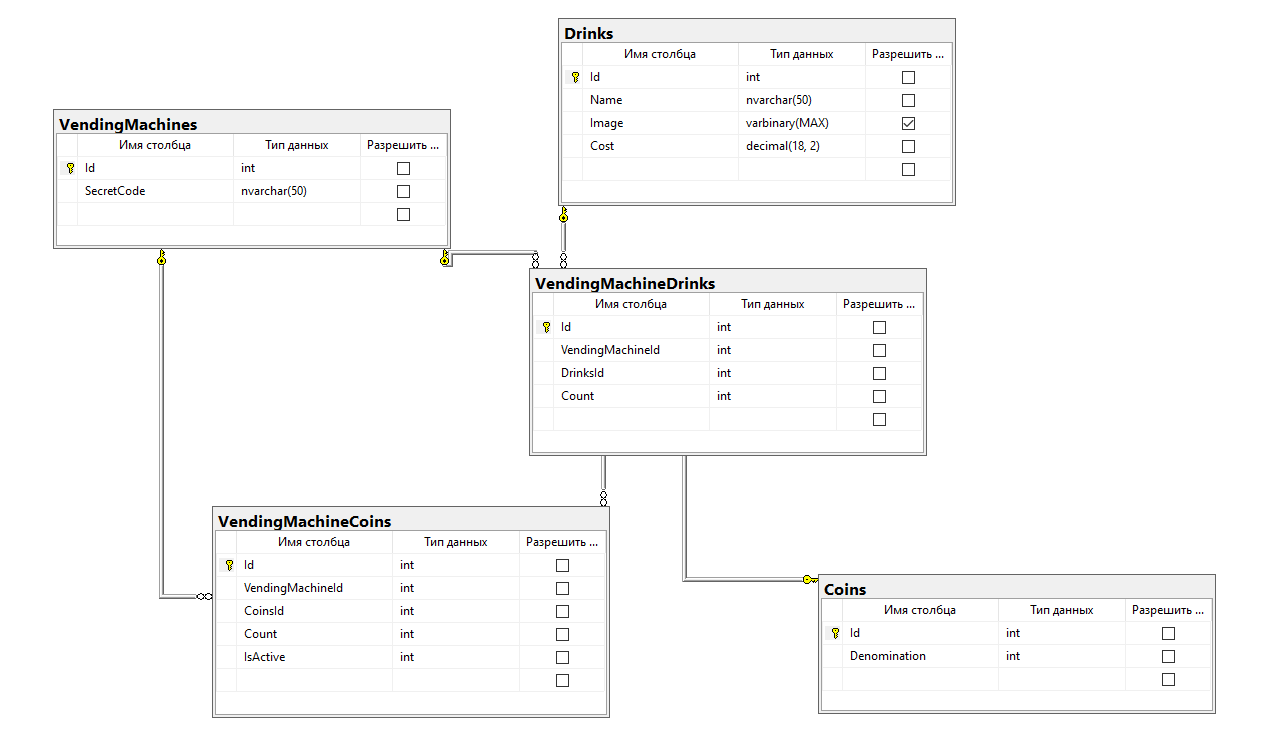 Drinks
Имя столбца Тип данных Разрешить ...
Id int
Name nvarchar(50)
Image varbinary(MAX)
Cost decimal(18, 2)
VendingMachines
Имя столбца Тип данных Разрешить ...
Id int
SecretCode nvarchar(50)
VendingMachineDrinks
Имя столбца Тип данных Разрешить ...
Id int
VendingMachineId int
DrinksId int
Count int
VendingMachineCoins
Имя столбца Тип данных Разрешить ...
Id int
VendingMachineId int
CoinsId int
Count int
IsActive int
Coins
Имя столбца Тип данных Разрешить ...
Id int
Denomination int